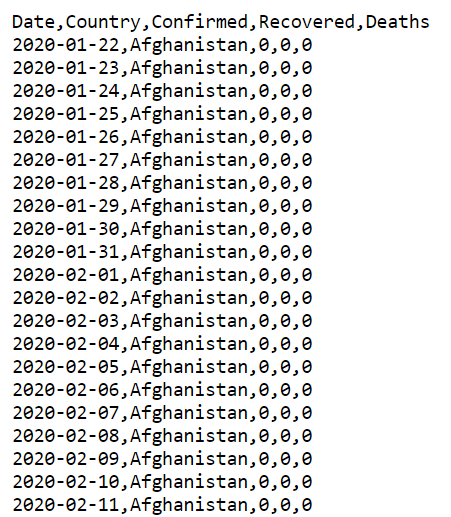 Date,Country,Confirmed,Recovered,Deaths
2020-01-22,Afghanistan,0,0,0
2020-01-23,Afghanistan,0,0,0
2020-01-24,Afghanistan,0,0,0
2020-01-25,Afghanistan,0,0,0
2020-01-26,Afghanistan,0,0,0
2020-01-27,Afghanistan,0,0,0
2020-01-28,Afghanistan,0,0,0
2020-01-29,Afghanistan,0,0,0
2020-01-30,Afghanistan,0,0,0
2020-01-31,Afghanistan,0,0,0
2020-02-01,Afghanistan,0,0,0
2020-02-02,Afghanistan,0,0,0
2020-02-03,Afghanistan,0,0,0
2020-02-04,Afghanistan,0,0,0
2020-02-05,Afghanistan,0,0,0
2020-02-06,Afghanistan,0,0,0
2020-02-07,Afghanistan,0,0,0
2020-02-08,Afghanistan,0,0,0
2020-02-09,Afghanistan,0,0,0
2020-02-10,Afghanistan,0,0,0
2020-02-11,Afghanistan,0,0,0